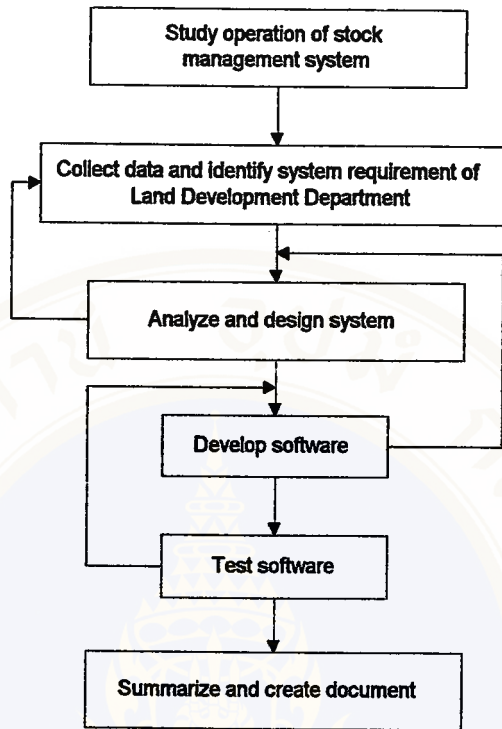 Study operation of stock
management system
Collect data and identify system requirement of
Land Development Department
Analyze and design system
Develop software
Test software
Summarize and create document